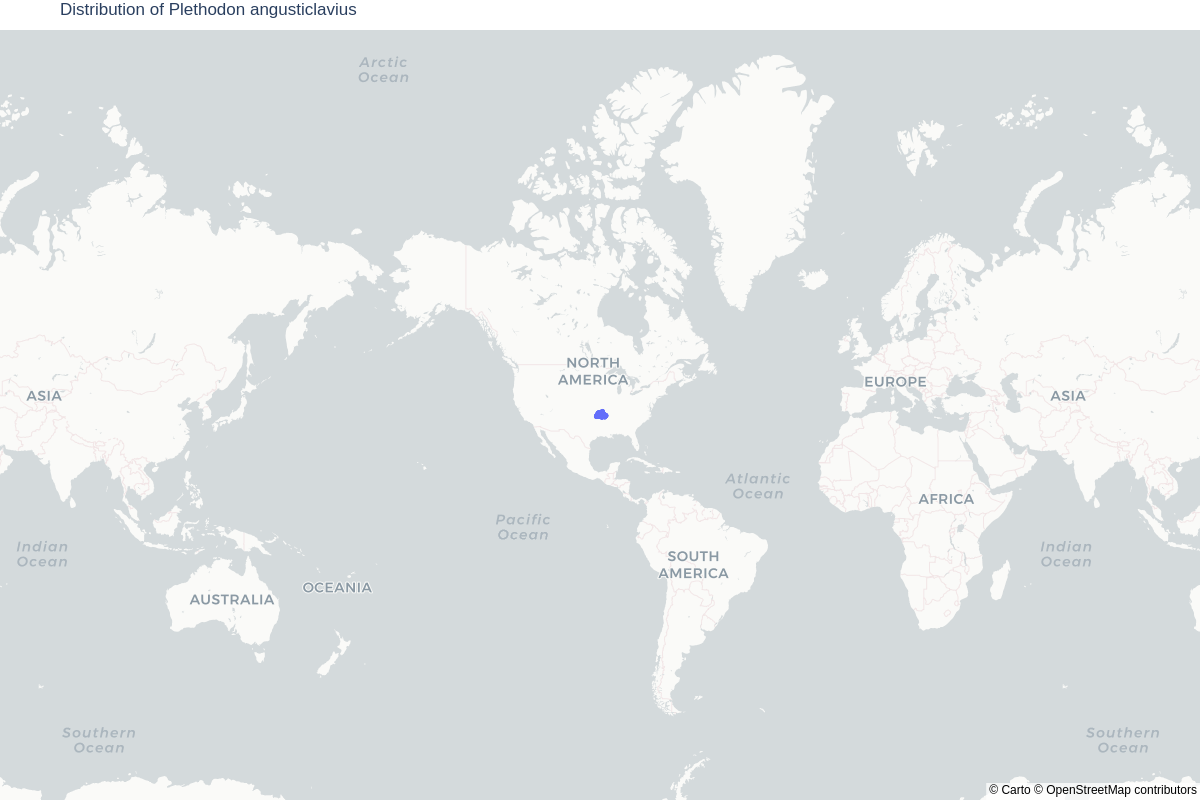 Distribution of Plethodon angusticlavius
Arctic
Ocean
NORTH
AMERICA
EUROPE
ASIA
ASIA
Atlantic
Ocean
AFRICA
Pacific
Ocean
Indian
Ocean
Indian
Ocean
SOUTH
AMERICA
OCEANIA
AUSTRALIA
Southern
Ocean
Southern
Ocean
© Carto © OpenStreetMap contributors